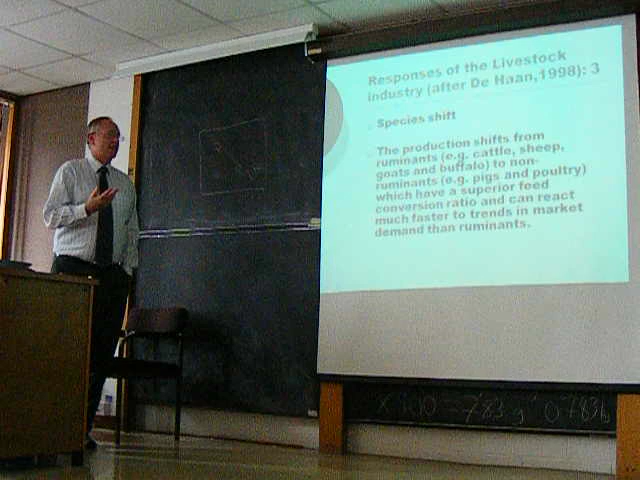 Responses of the Livestock
industry (after De Haan,1998): 3
Species shift
The production shifts from
ruminants (e.g. cattle, sheep,
goats and buffalo) to non-
ruminants (e.g. pigs and poultry)
which have a superior feed
conversion ratio and can react
much faster to trends in market
demand than ruminants.